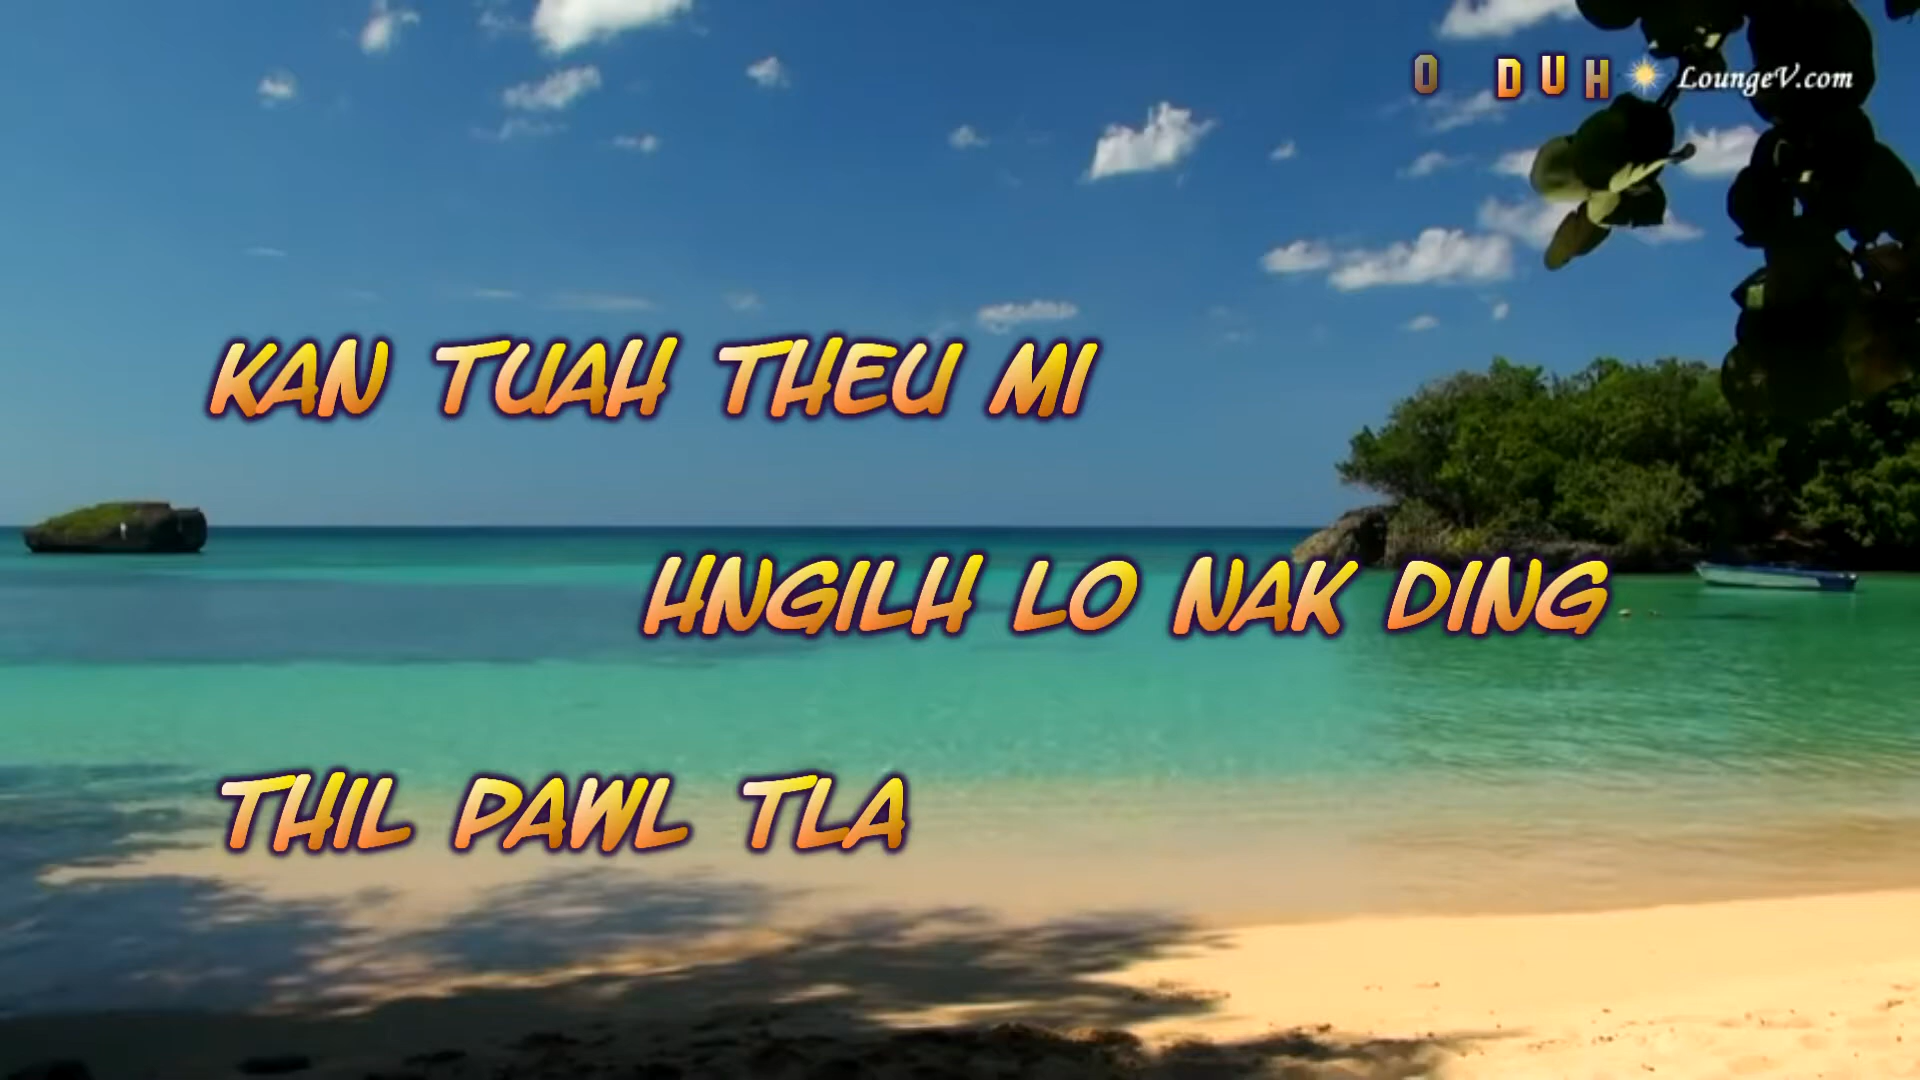 O DUH LoungeV.com
KAN TUAH THEU MI
HNGILH LO NAK DING
THIL PAWL TLA